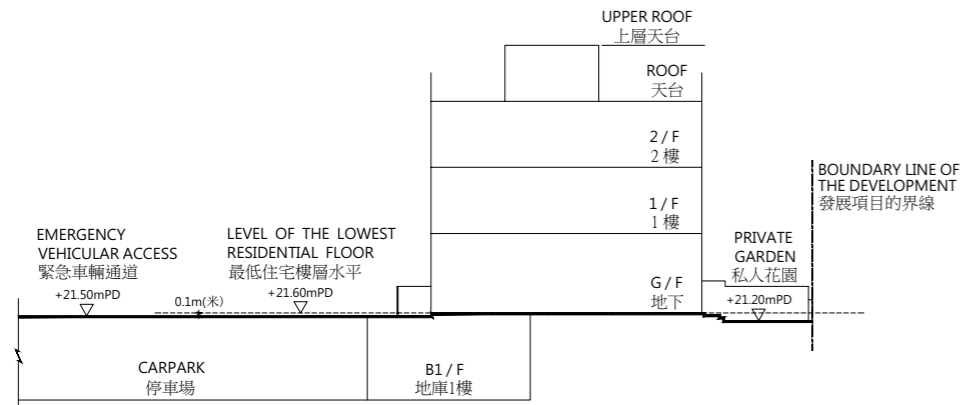 UPPER ROOF
上層天台
ROOF
天台
2 / F
2 樓
1 / F
1 樓
BOUNDARY LINE OF
THE DEVELOPMENT
發展項目的界線
EMERGENCY
VEHICULAR ACCESS
緊急車輛通道
+21.50mPD
0.1m(米)
LEVEL OF THE LOWEST
RESIDENTIAL FLOOR
最低住宅樓層水平
+21.60mPD
G / F
地下
PRIVATE
GARDEN
私人花園
+21.20mPD
CARPARK
停車場
B1 / F
地庫1樓